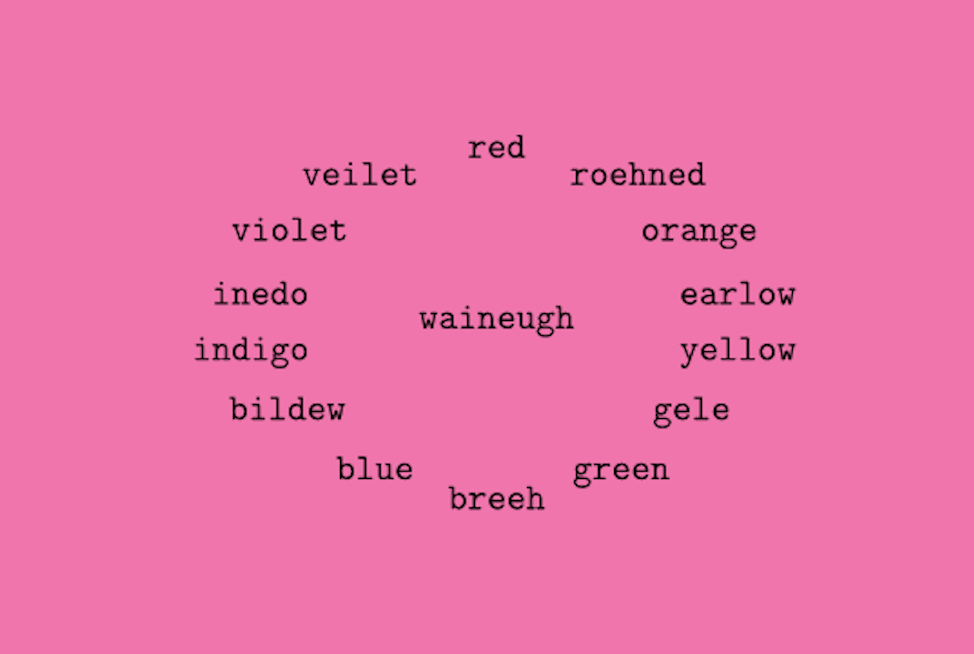 red
veilet roehned
violet orange
inedo earlow
waineugh
indigo yellow
bildew gele
blue green
breeh